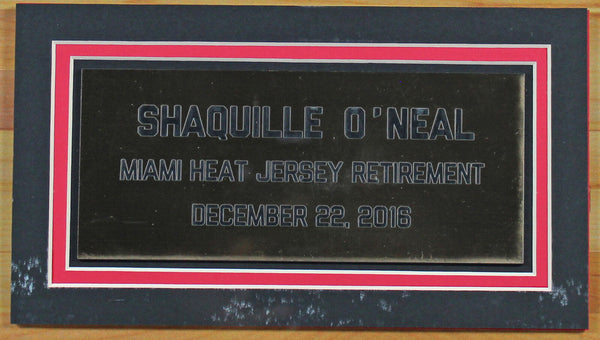 SHAQUILLE O'NEAL
MIAMI HEAT JERSEY RETIREMENT
DECEMBER 22, 2016